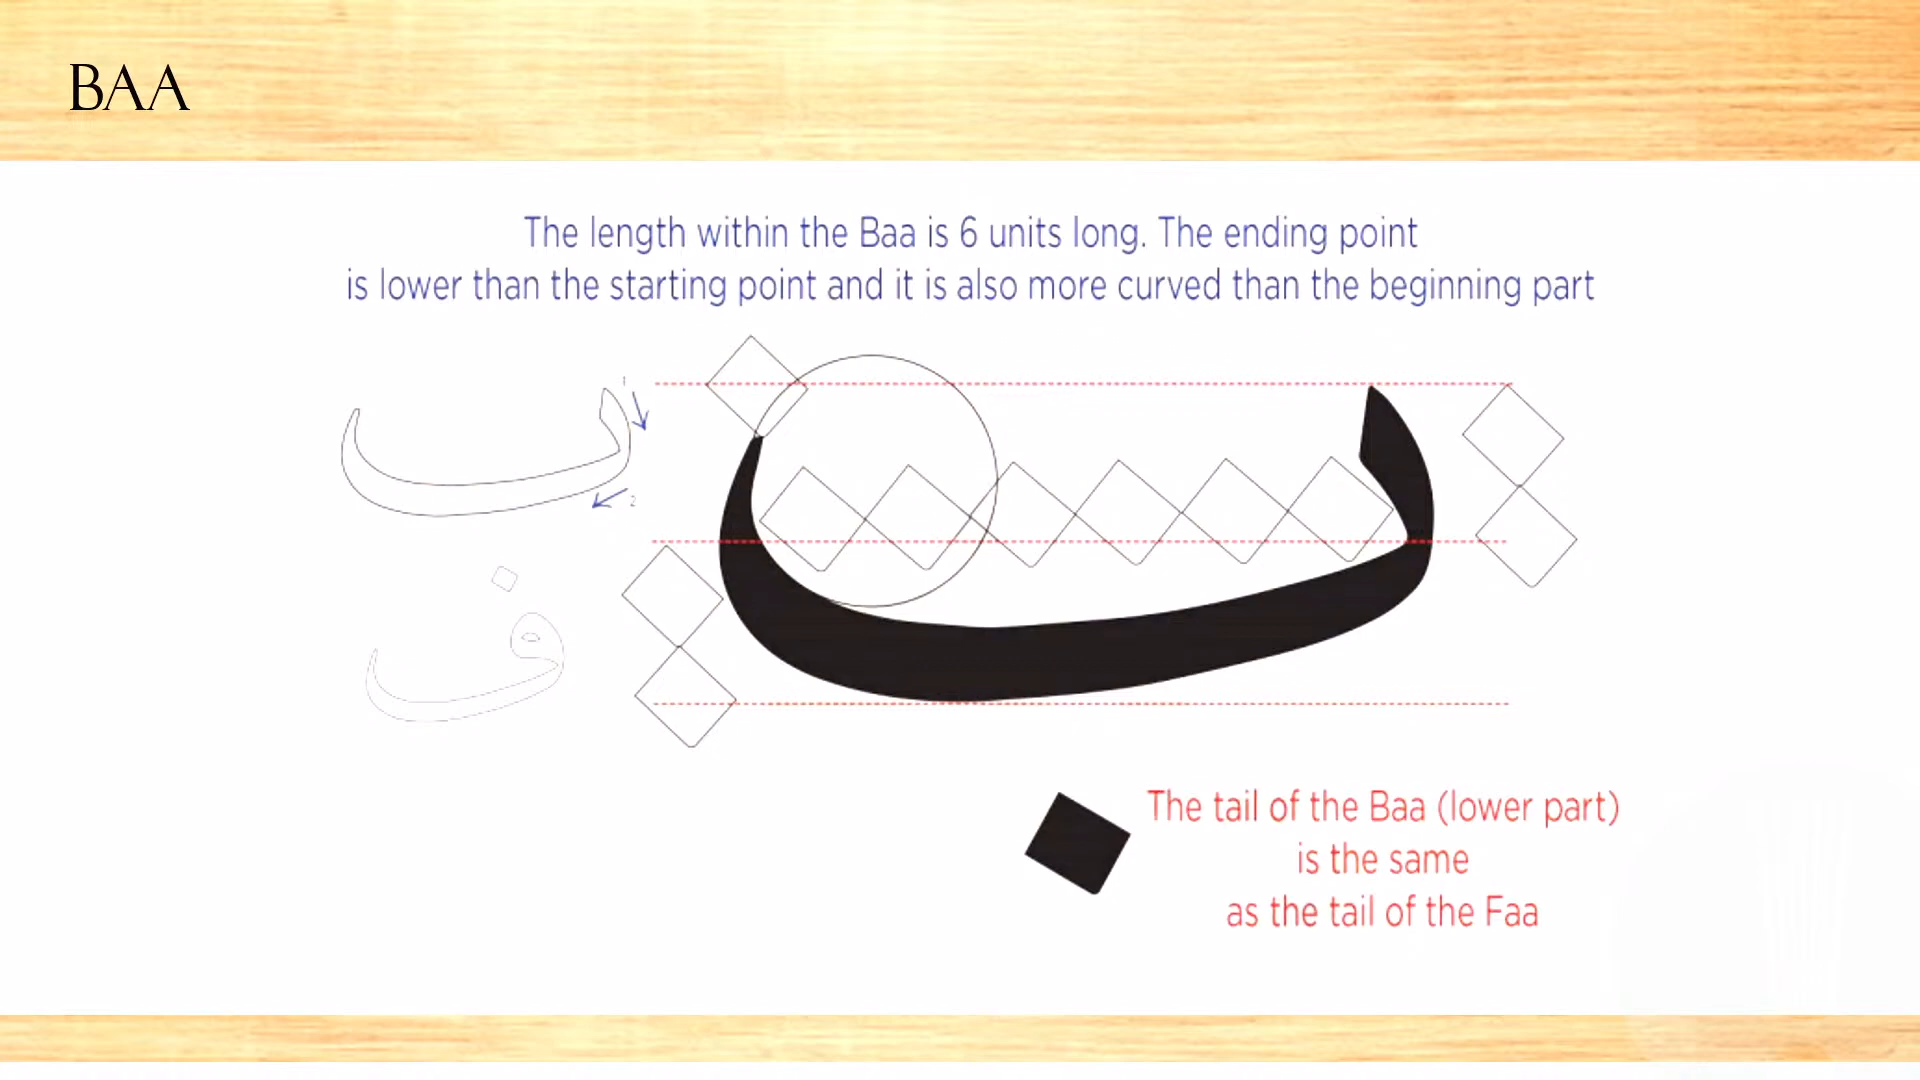 BAA
The length within the Baa is 6 units long. The ending point
is lower than the starting point and it is also more curved than the beginning part
1
2
ب
ف
The tail of the Baa (lower part)
is the same
as the tail of the Faa